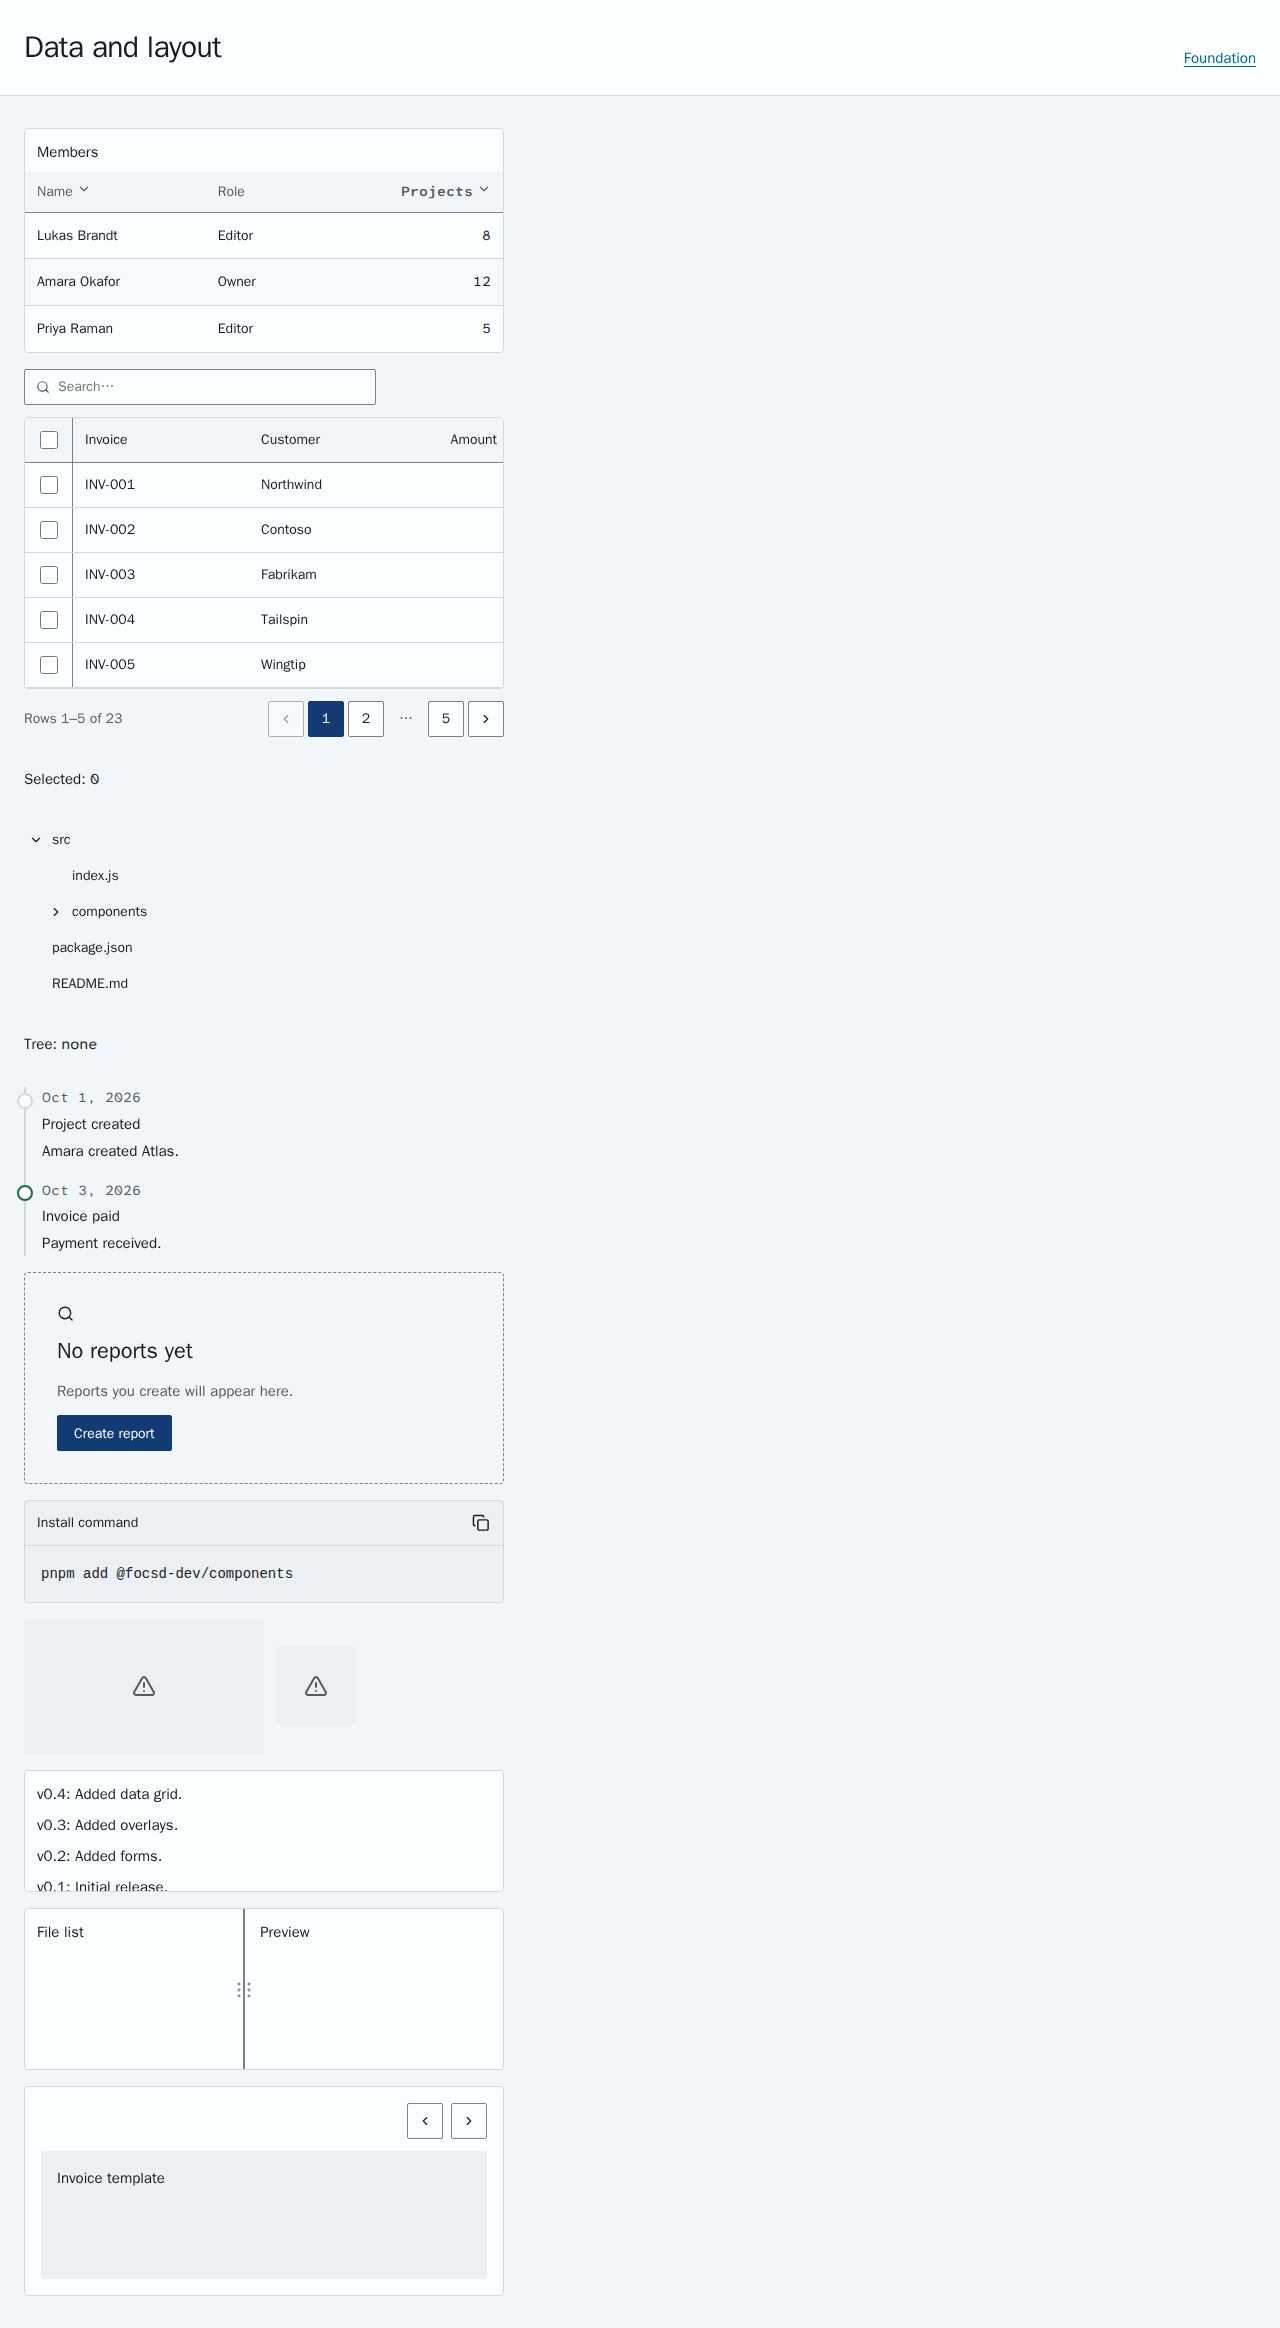 Data and layout
Foundation
Members
Name Role Projects
Lukas Brandt Editor 8
Amara Okafor Owner 12
Priya Raman Editor 5
Search…
Invoice Customer Amount
INV-001 Northwind
INV-002 Contoso
INV-003 Fabrikam
INV-004 Tailspin
INV-005 Wingtip
Rows 1–5 of 23 1 2 … 5
Selected: 0
src
index.js
components
package.json
README.md
Tree: none
Oct 1, 2026
Project created
Amara created Atlas.
Oct 3, 2026
Invoice paid
Payment received.
No reports yet
Reports you create will appear here.
Create report
Install command
pnpm add @focsd-dev/components
v0.4: Added data grid.
v0.3: Added overlays.
v0.2: Added forms.
v0.1: Initial release.
File list Preview
Invoice template